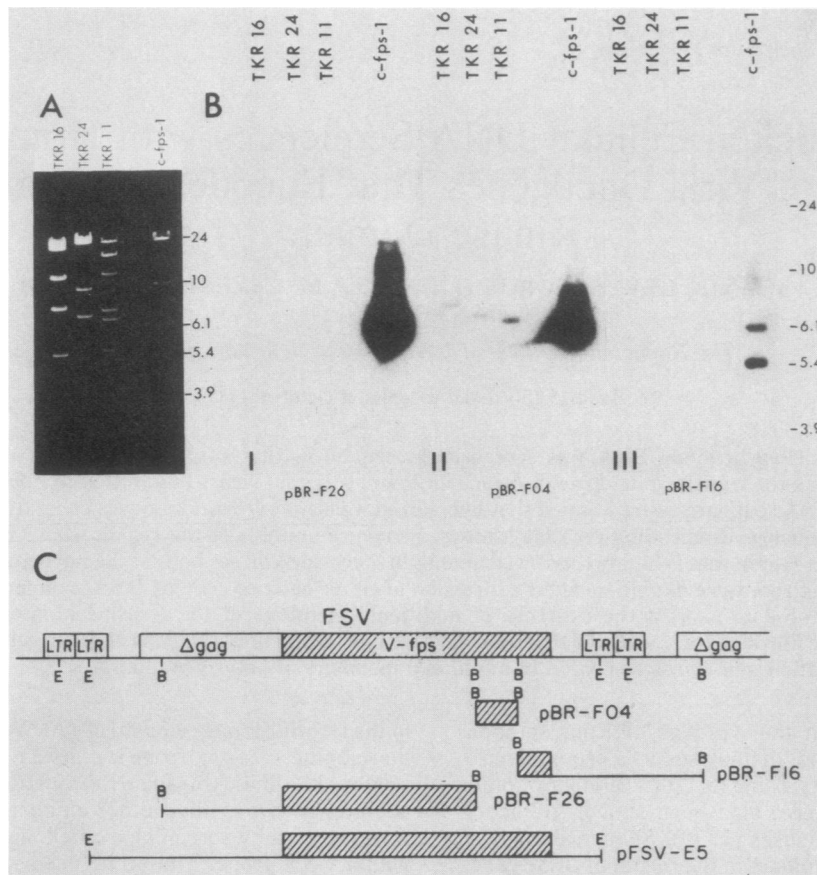 TKR 16 TKR 24 TKR 11 c-fps-1 TKR 16 TKR 24 TKR 11 c-fps-1 TKR 16 TKR 24 TKR 11 c-fps-1
A B
TKR 16 TKR 24 TKR 11 c-fps-1
-24 -24
-10 -10
-6.1 -6.1
-5.4 -5.4
-3.9 -3.9
I II III
pBR-F26 pBR-F04 pBR-F16
C
FSV
LTR LTR Δgag V-fps LTR LTR Δgag
E E B B B E E B
B B
pBR-F04
B B
pBR-F16
B B
pBR-F26
E E
pFSV-E5